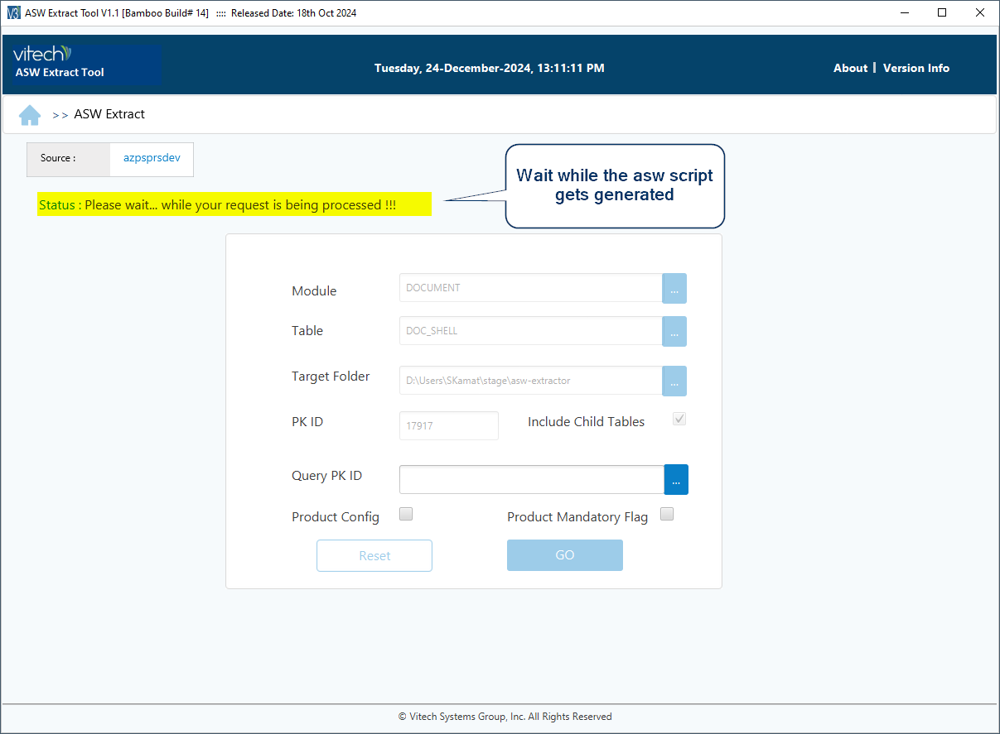 V3 ASW Extract Tool V1.1 [Bamboo Build# 14] :::: Released Date: 18th Oct 2024
vitech
ASW Extract Tool
Tuesday, 24-December-2024, 13:11:11 PM
About | Version Info
>> ASW Extract
Source : azpsprsdev
Wait while the asw script
gets generated
Status : Please wait... while your request is being processed !!!
Module DOCUMENT ...
Table DOC_SHELL ...
Target Folder D:\Users\SKamat\stage\asw-extractor ...
PK ID 17917 Include Child Tables
Query PK ID ...
Product Config Product Mandatory Flag
Reset GO
© Vitech Systems Group, Inc. All Rights Reserved